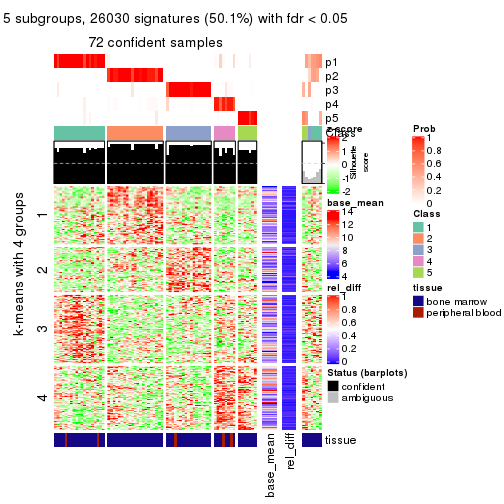 5 subgroups, 26030 signatures (50.1%) with fdr < 0.05
72 confident samples
p1
p2
p3
p4
p5
Class
z-score
2
1
0
-1
-2
Silhouette
score
base_mean
14
12
10
8
6
4
rel_diff
1
0.8
0.6
0.4
0.2
0
Status (barplots)
confident
ambiguous
Prob
1
0.8
0.6
0.4
0.2
0
Class
1
2
3
4
5
tissue
bone marrow
peripheral blood
k-means with 4 groups
1
2
3
4
tissue
base_mean
rel_diff